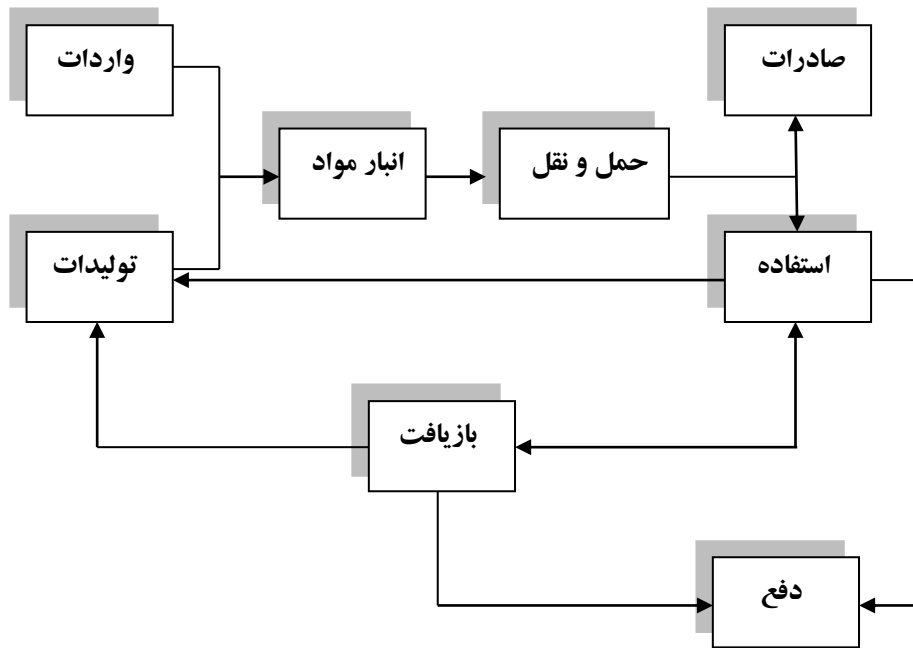 واردات
صادرات
انبار مواد
حمل و نقل
تولیدات
استفاده
بازیافت
دفع